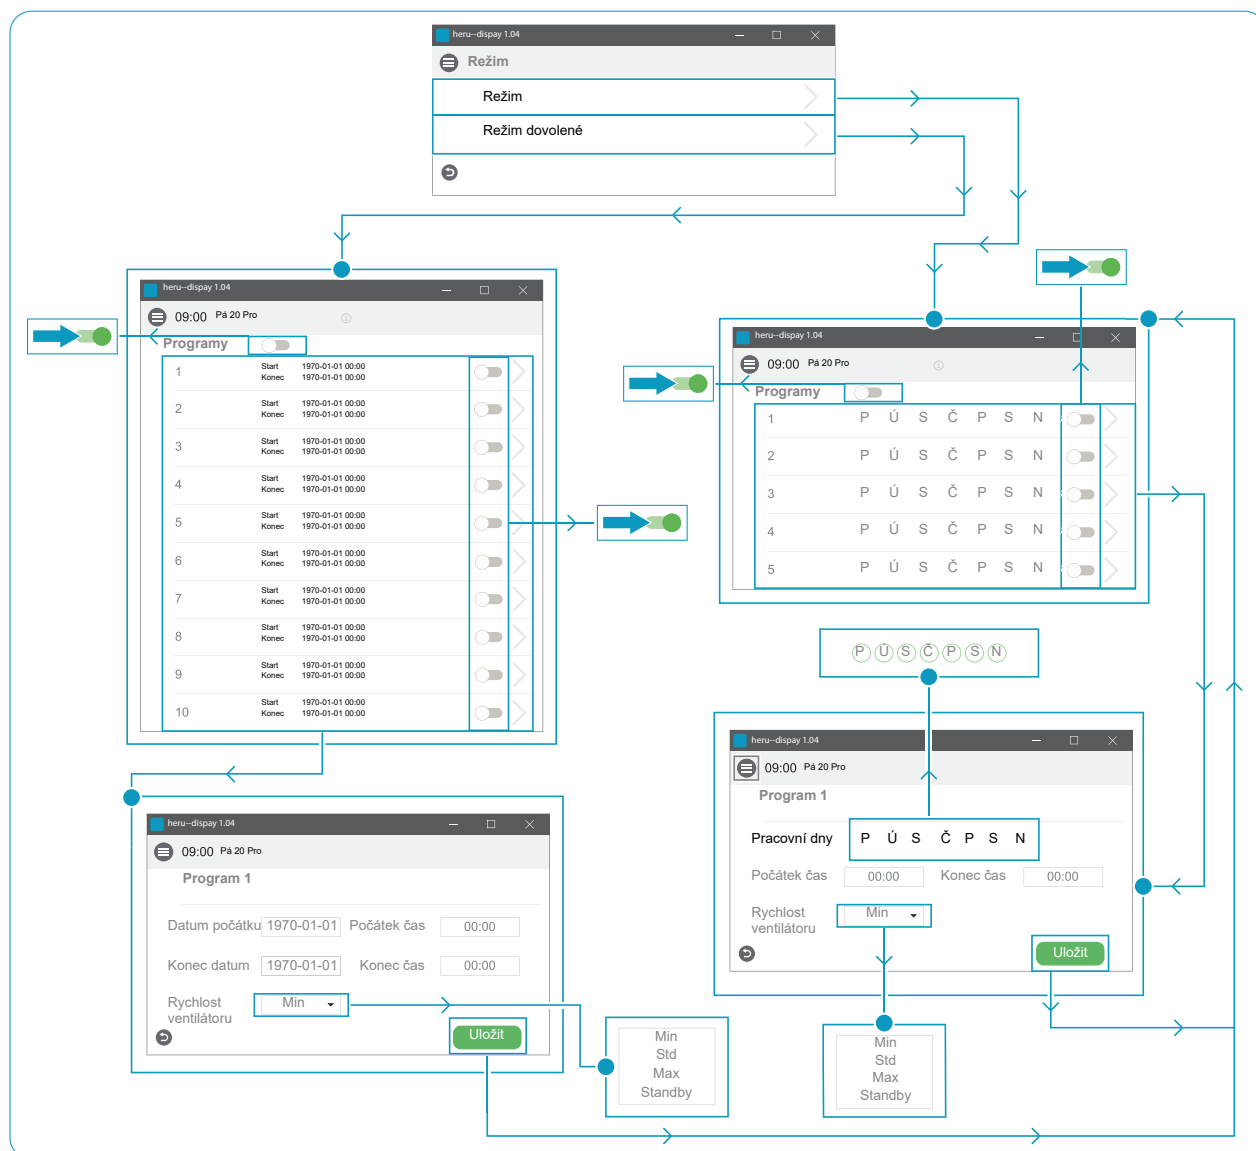 heru--dispay 1.04
Režim
Režim
Režim dovolené
heru--dispay 1.04
09:00 Pá 20 Pro
Programy
1 Start 1970-01-01 00:00
Konec 1970-01-01 00:00
2 Start 1970-01-01 00:00
Konec 1970-01-01 00:00
3 Start 1970-01-01 00:00
Konec 1970-01-01 00:00
4 Start 1970-01-01 00:00
Konec 1970-01-01 00:00
5 Start 1970-01-01 00:00
Konec 1970-01-01 00:00
6 Start 1970-01-01 00:00
Konec 1970-01-01 00:00
7 Start 1970-01-01 00:00
Konec 1970-01-01 00:00
8 Start 1970-01-01 00:00
Konec 1970-01-01 00:00
9 Start 1970-01-01 00:00
Konec 1970-01-01 00:00
10 Start 1970-01-01 00:00
Konec 1970-01-01 00:00
heru--dispay 1.04
09:00 Pá 20 Pro
Programy
1 P Ú S Č P S N
2 P Ú S Č P S N
3 P Ú S Č P S N
4 P Ú S Č P S N
5 P Ú S Č P S N
P Ú S Č P S N
heru--dispay 1.04
09:00 Pá 20 Pro
Program 1
Pracovní dny P Ú S Č P S N
Počátek čas 00:00 Konec čas 00:00
Rychlost
ventilátoru
Min
Uložit
Min
Std
Max
Standby
heru--dispay 1.04
09:00 Pá 20 Pro
Program 1
Datum počátku 1970-01-01 Počátek čas 00:00
Konec datum 1970-01-01 Konec čas 00:00
Rychlost
ventilátoru
Min
Uložit
Min
Std
Max
Standby